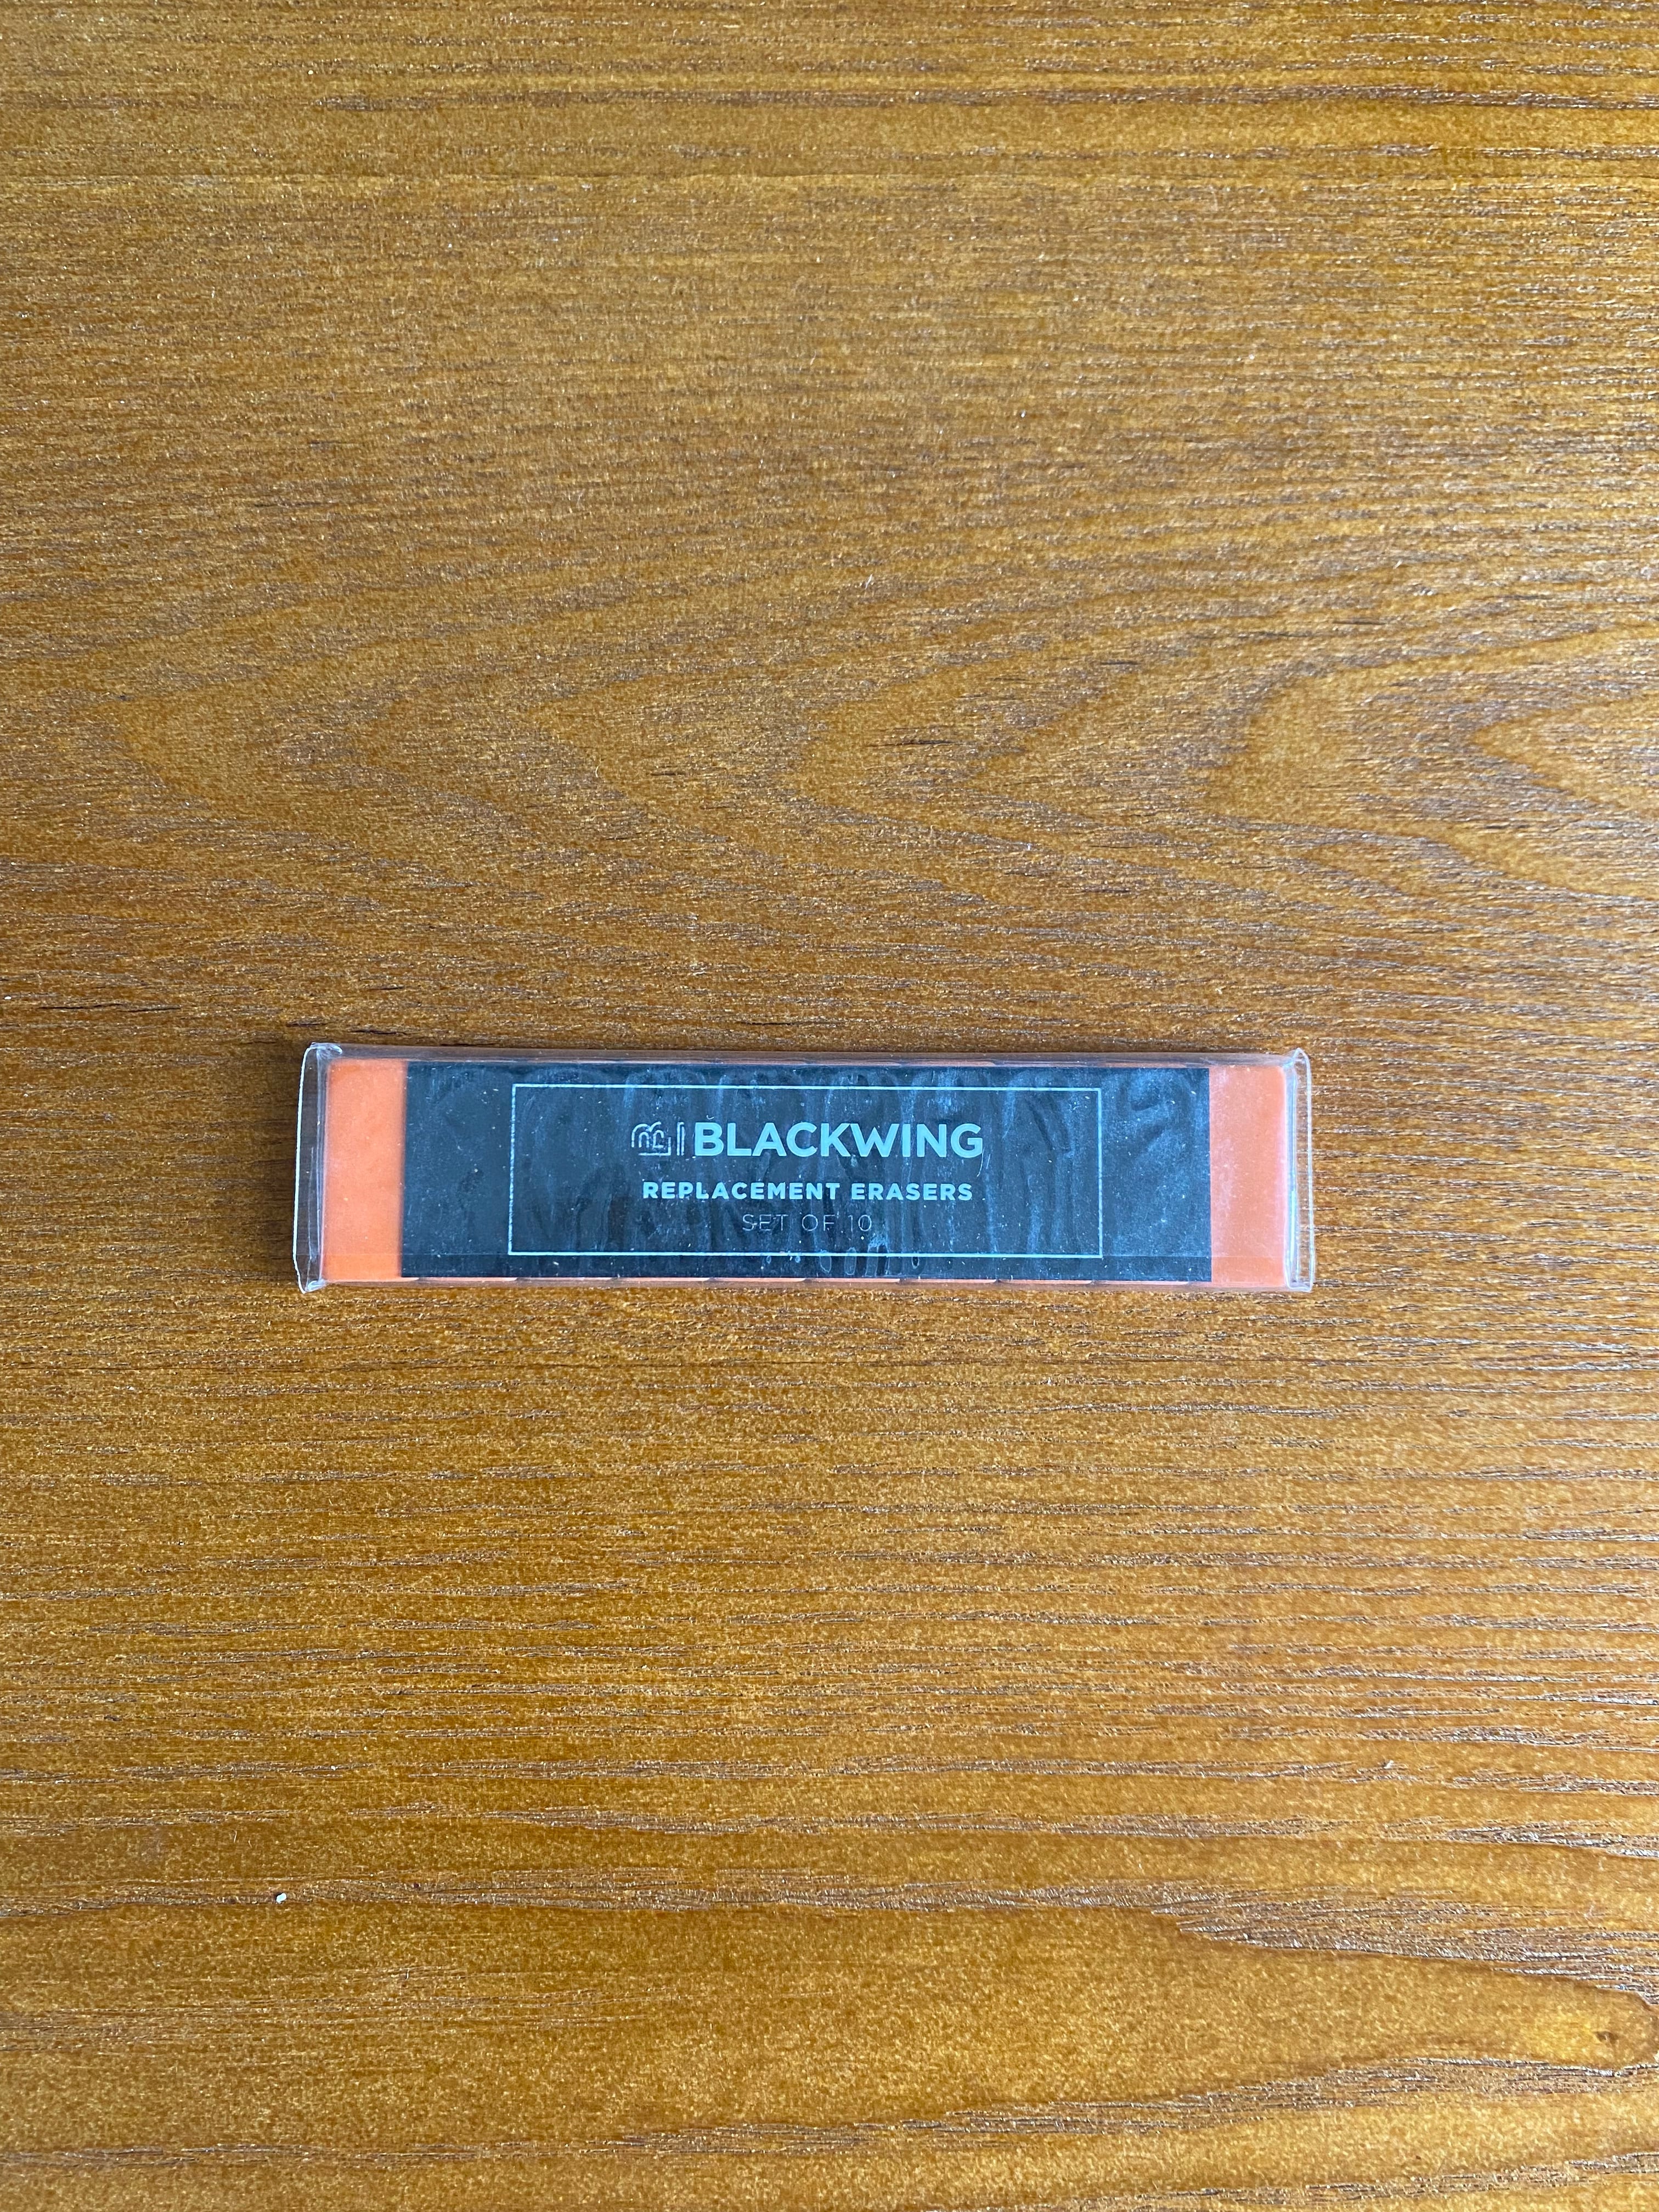 BLACKWING
REPLACEMENT ERASERS
SET OF 10